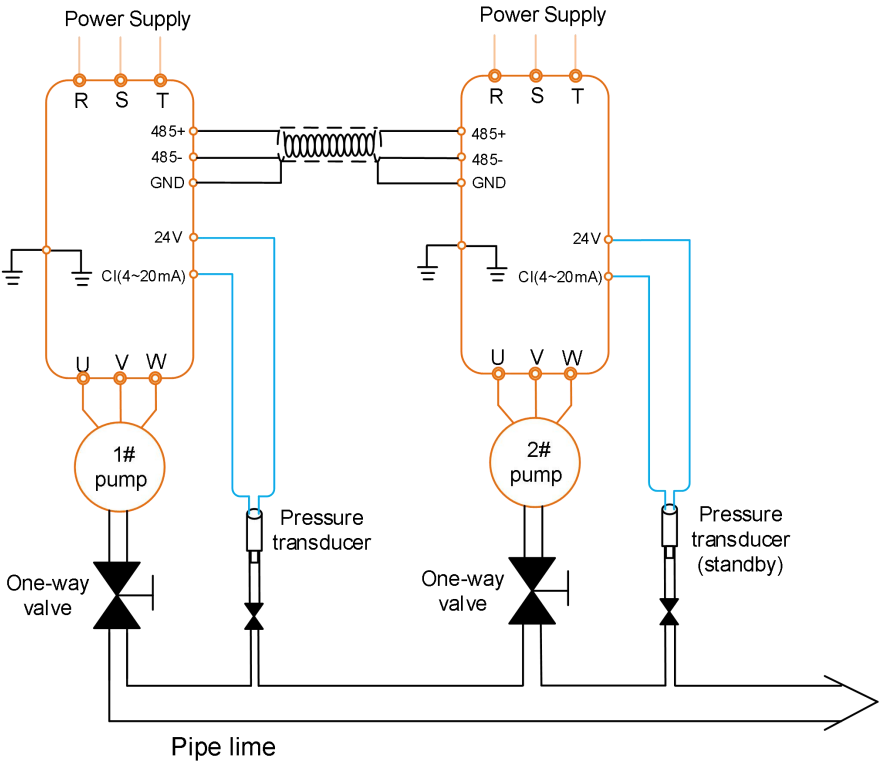 Power Supply
R S T
485+
485-
GND
24V
CI(4~20mA)
U V W
1#
pump
One-way
valve
Pressure
transducer
Power Supply
R S T
485+
485-
GND
24V
CI(4~20mA)
U V W
2#
pump
One-way
valve
Pressure
transducer
(standby)
Pipe lime